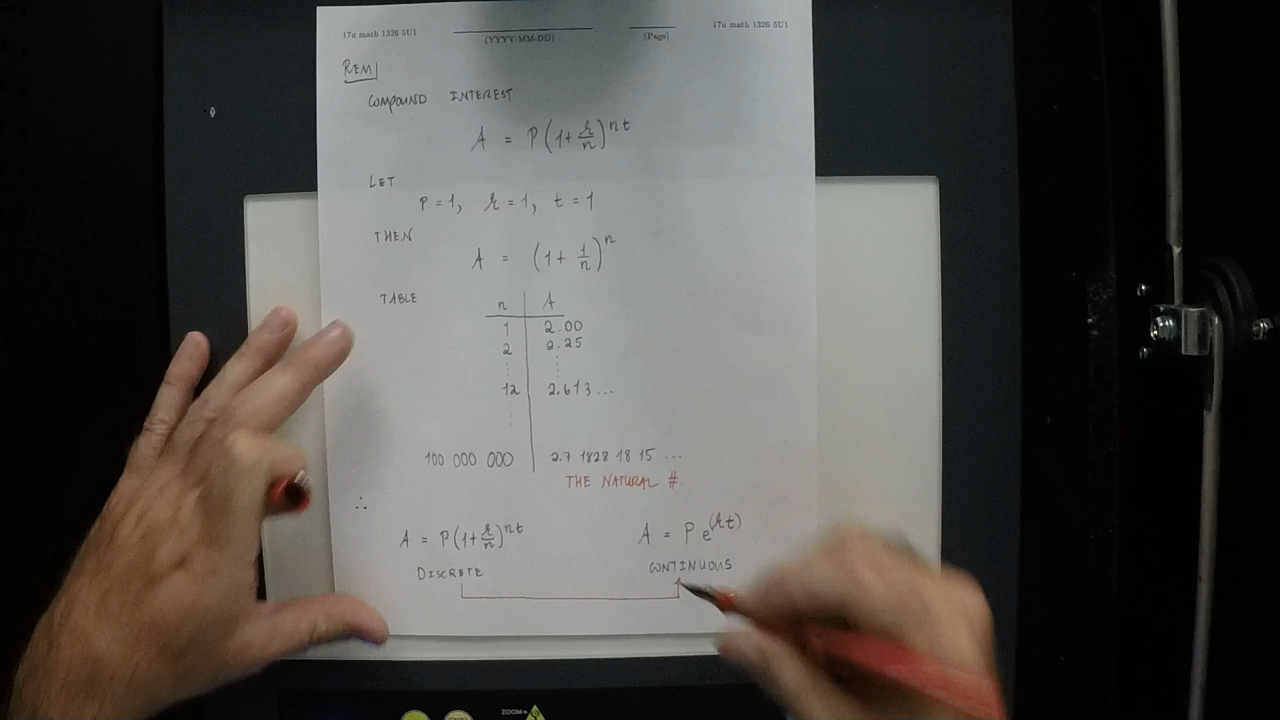 17u math 1326 5U1 (YYYY-MM-DD) (Page) 17u math 1326 5U1
REM
COMPOUND INTEREST
A = P(1+r/n)^nt
LET
P=1, r=1, t=1
THEN
A = (1+1/n)^n
TABLE
n A
1 2.00
2 2.25
12 2.613...
100 000 000 2.7 1828 18 15 ...
THE NATURAL #
∴
A = P(1+r/n)^nt A = Pe^(rt)
DISCRETE CONTINUOUS
ZOOM+